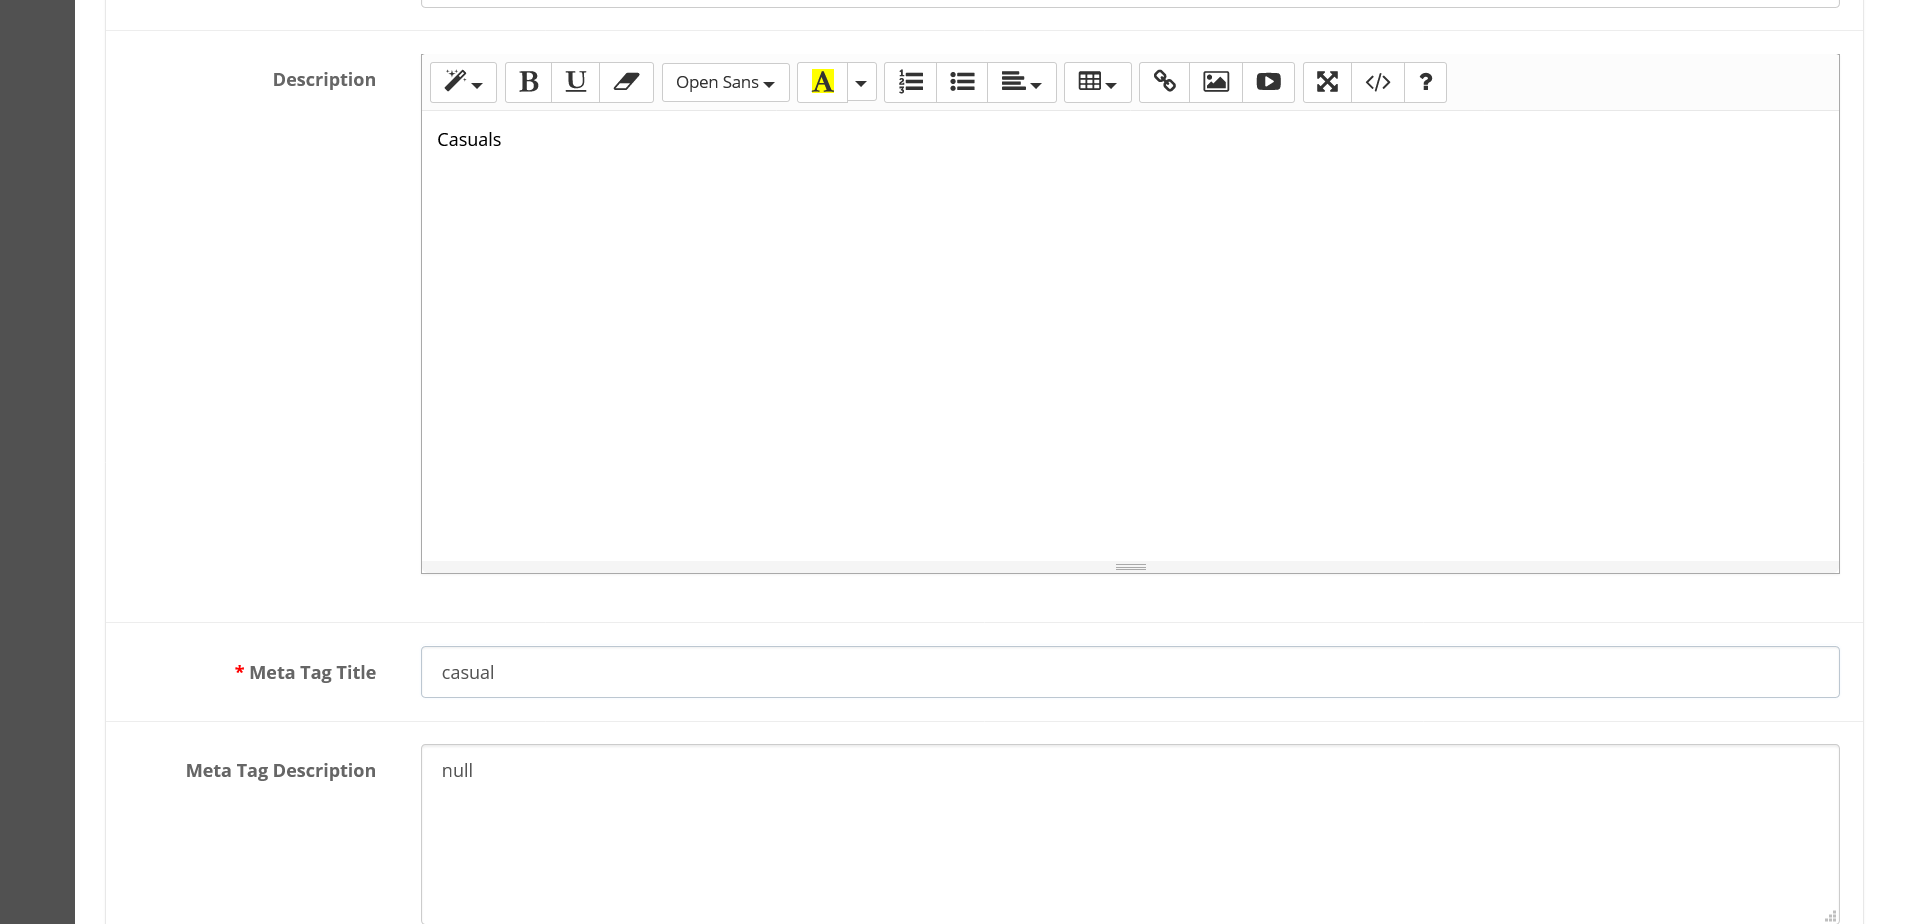 Description
B U Open Sans A </> ?
Casuals
* Meta Tag Title
casual
Meta Tag Description
null